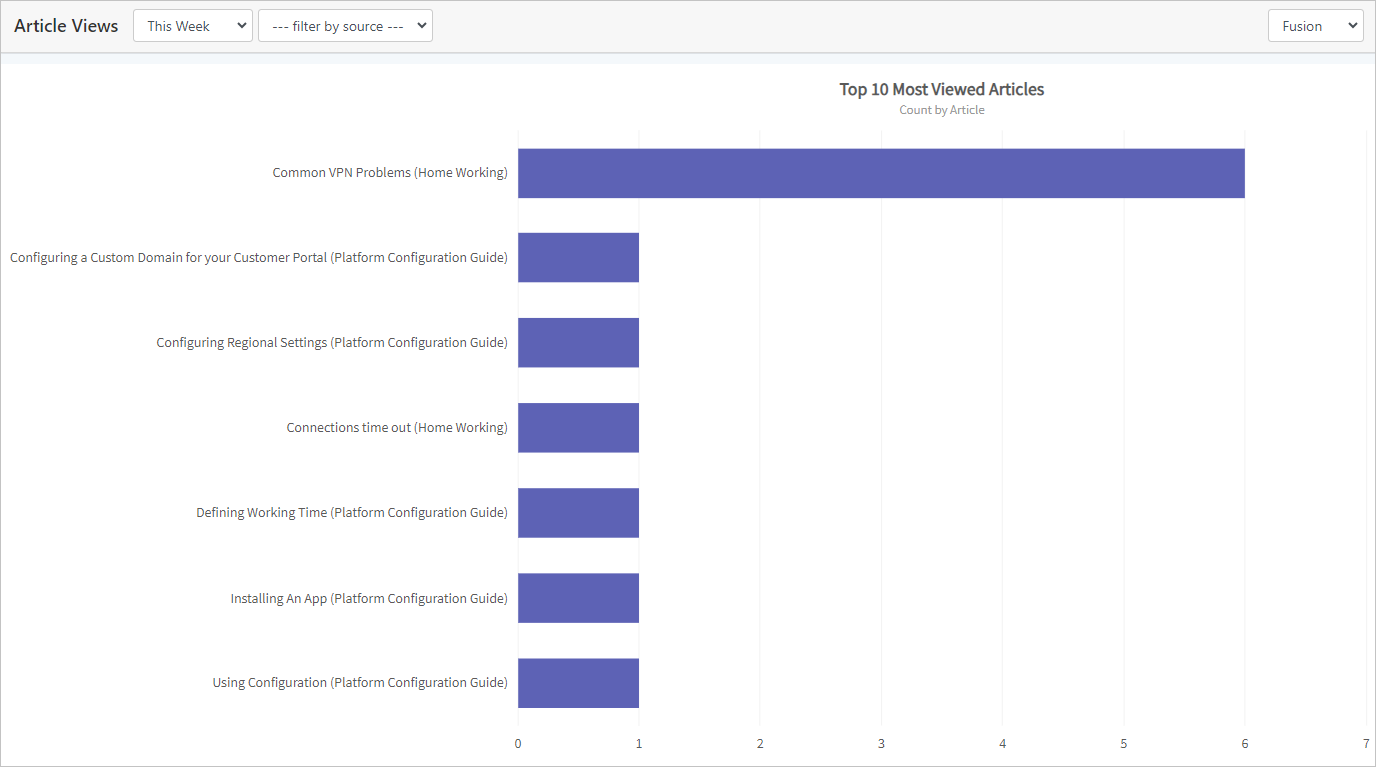 Article Views
This Week
--- filter by source ---
Fusion
Top 10 Most Viewed Articles
Count by Article
Common VPN Problems (Home Working)
Configuring a Custom Domain for your Customer Portal (Platform Configuration Guide)
Configuring Regional Settings (Platform Configuration Guide)
Connections time out (Home Working)
Defining Working Time (Platform Configuration Guide)
Installing An App (Platform Configuration Guide)
Using Configuration (Platform Configuration Guide)
0 1 2 3 4 5 6 7